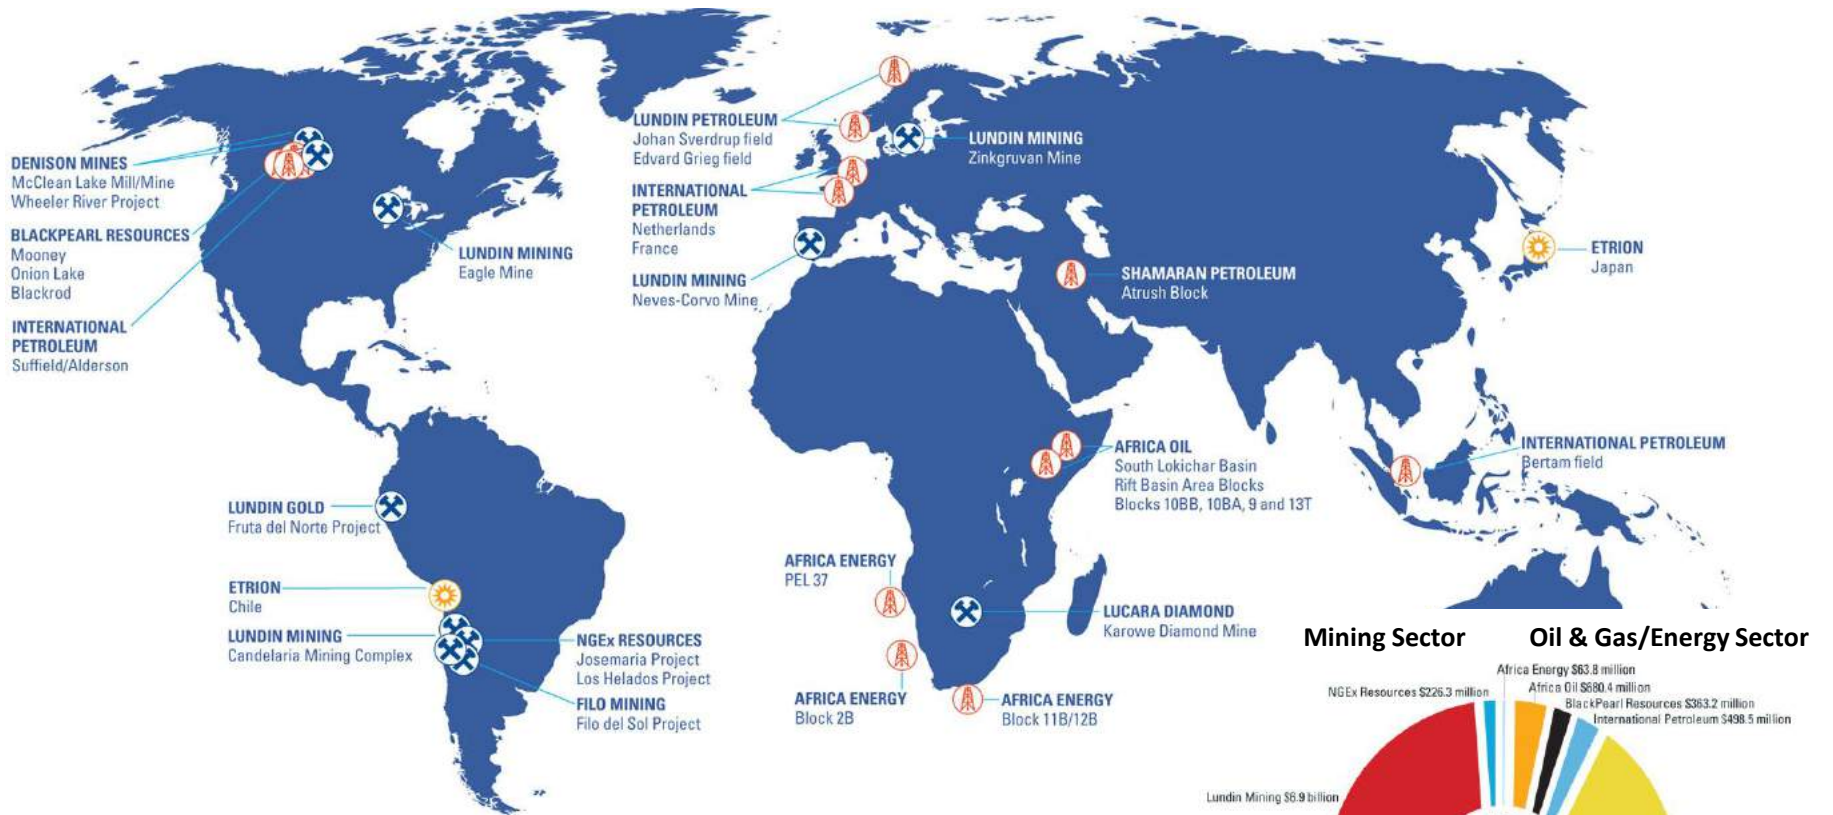 DENISON MINES
McClean Lake Mill/Mine
Wheeler River Project
BLACKPEARL RESOURCES
Mooney
Onion Lake
Blackrod
INTERNATIONAL
PETROLEUM
Suffield/Alderson
LUNDIN MINING
Eagle Mine
LUNDIN PETROLEUM
Johan Sverdrup field
Edvard Grieg field
INTERNATIONAL
PETROLEUM
Netherlands
France
LUNDIN MINING
Neves-Corvo Mine
LUNDIN MINING
Zinkgruvan Mine
SHAMARAN PETROLEUM
Atrush Block
ETRION
Japan
AFRICA OIL
South Lokichar Basin
Rift Basin Area Blocks
Blocks 10BB, 10BA, 9 and 13T
INTERNATIONAL PETROLEUM
Bertam field
LUNDIN GOLD
Fruta del Norte Project
ETRION
Chile
LUNDIN MINING
Candelaria Mining Complex
NGEx RESOURCES
Josemaria Project
Los Helados Project
FILO MINING
Filo del Sol Project
AFRICA ENERGY
PEL 37
AFRICA ENERGY
Block 2B
AFRICA ENERGY
Block 11B/12B
LUCARA DIAMOND
Karowe Diamond Mine
Mining Sector
Oil & Gas/Energy Sector
Africa Energy $63.8 million
NGEx Resources $226.3 million
Africa Oil $680.4 million
BlackPearl Resources $363.2 million
International Petroleum $498.5 million
Lundin Mining $6.9 billion